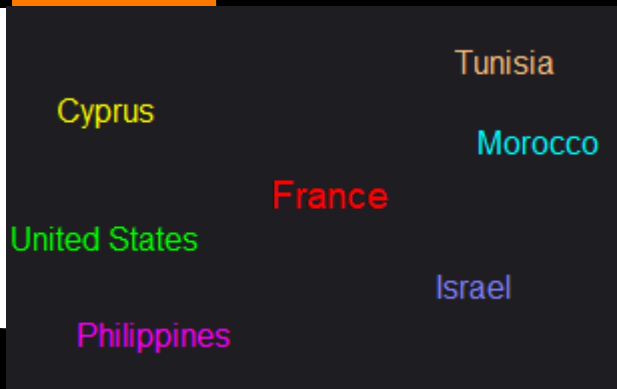 Tunisia
Cyprus
Morocco
France
United States
Israel
Philippines